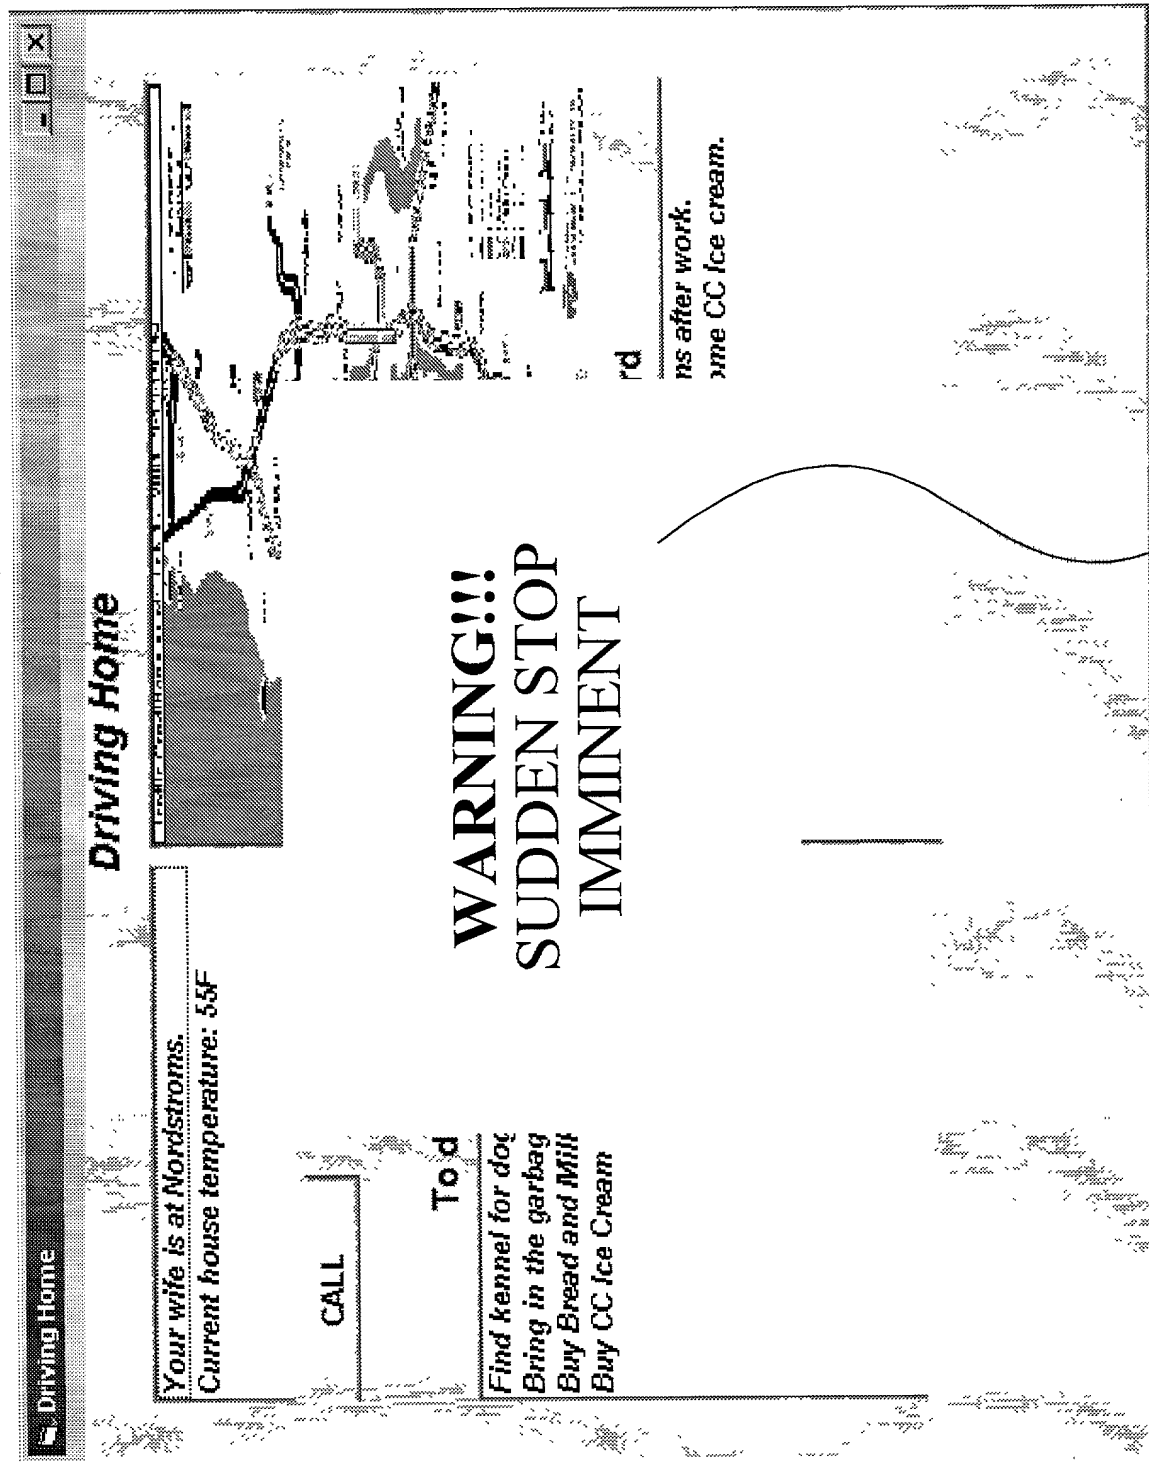 Driving Home
Driving Home
Your wife is at Nordstroms.
Current house temperature: 55F
CALL
WARNING!!!
SUDDEN STOP
IMMINENT
To d
rd
Find kennel for dog
Bring in the garbag
Buy Bread and Milk
Buy CC Ice Cream
ns after work.
ome CC Ice cream.